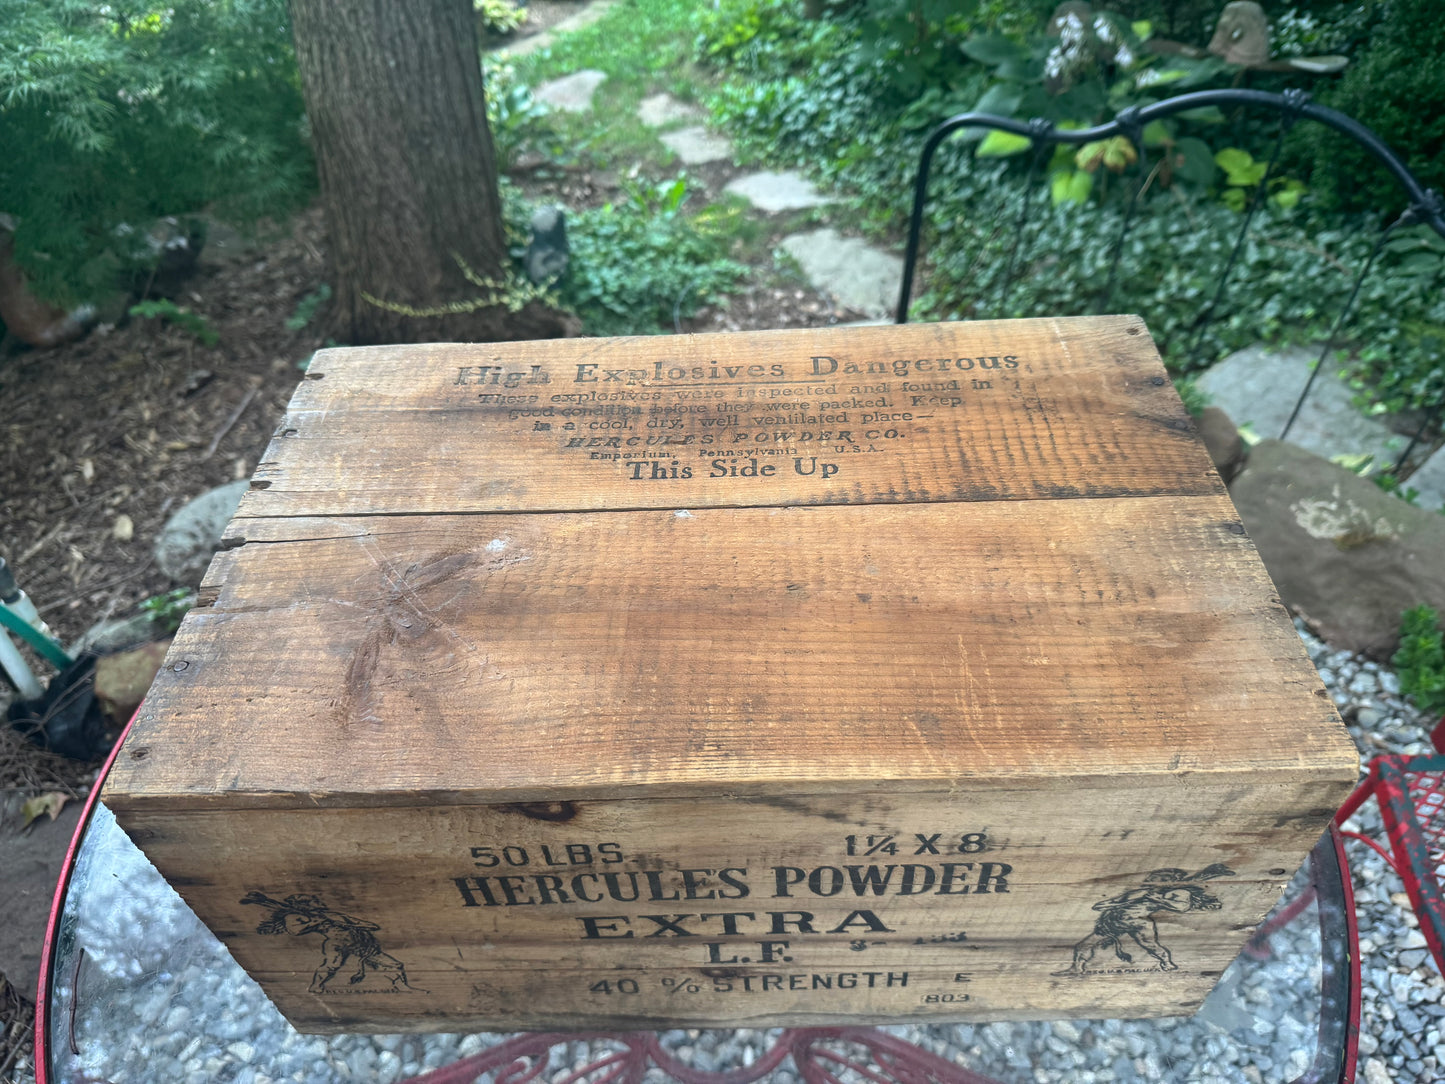 High Explosives Dangerous
These explosives were inspected and found in
good condition before they were packed. Keep
in a cool, dry, well ventilated place—
HERCULES POWDER CO.
Emporium, Pennsylvania U.S.A.
This Side Up
50 LBS. 1¼ X 8
HERCULES POWDER
EXTRA
L.F.
40 % STRENGTH E
803